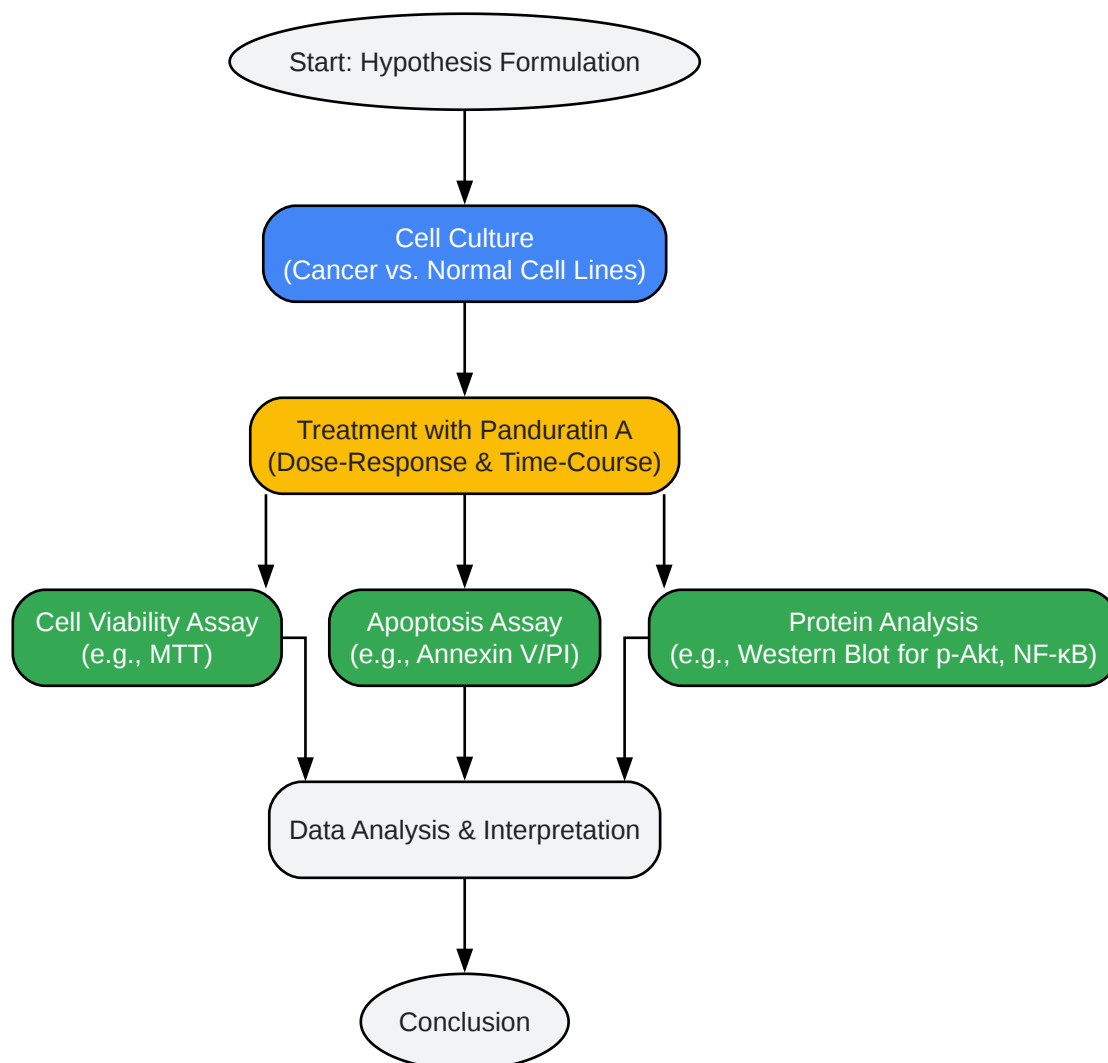 Start: Hypothesis Formulation
Cell Culture
(Cancer vs. Normal Cell Lines)
Treatment with Panduratin A
(Dose-Response & Time-Course)
Cell Viability Assay
(e.g., MTT)
Apoptosis Assay
(e.g., Annexin V/PI)
Protein Analysis
(e.g., Western Blot for p-Akt, NF-κB)
Data Analysis & Interpretation
Conclusion